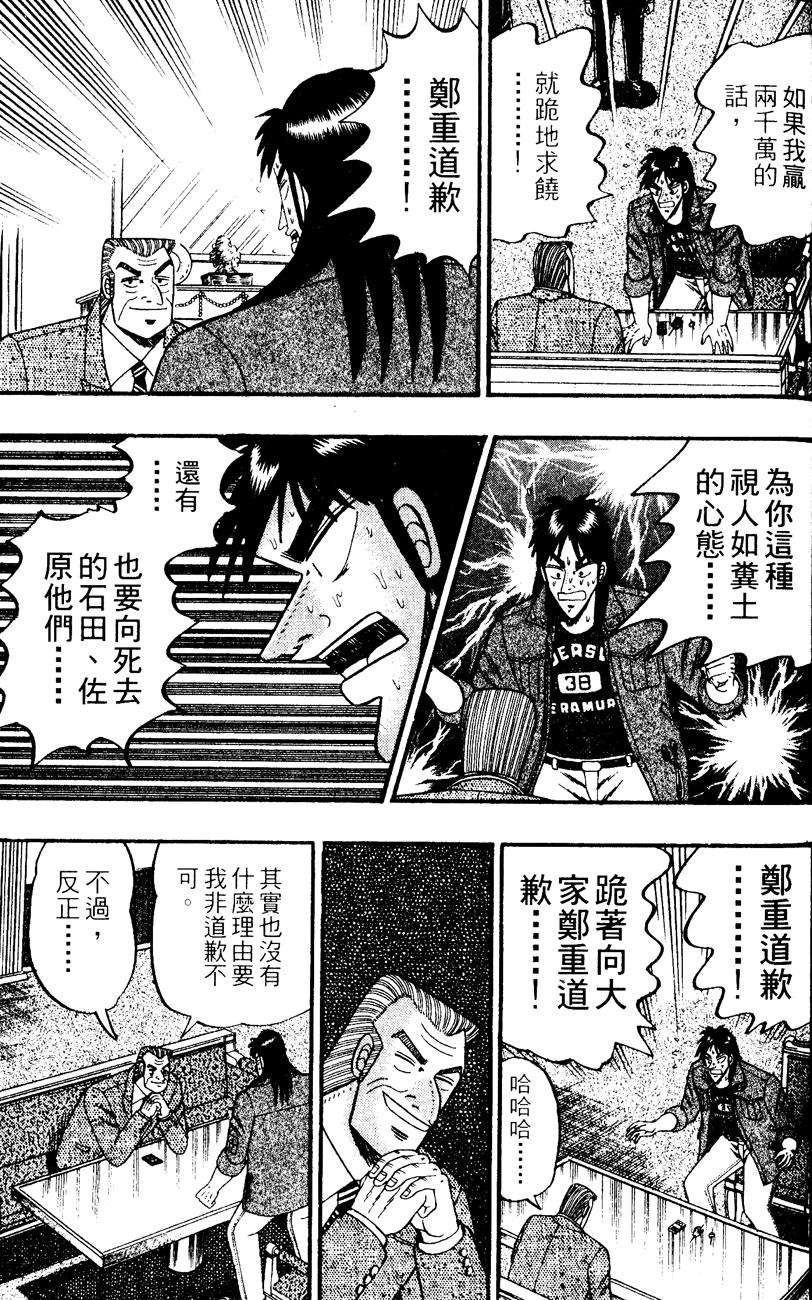 如果我贏
兩千萬的
話，
就跪地求饒
………！
鄭重道歉
………！
為你這種
視人如糞土
的心態……
JERSE
38
ERAMUR
還有
……
也要向死去
的石田、佐
原他們……
鄭重道歉
………！
跪著向大
家鄭重道
歉………！
哈哈哈……
其實也沒有
什麼理由要
我非道歉不
可。
不過，
反正……